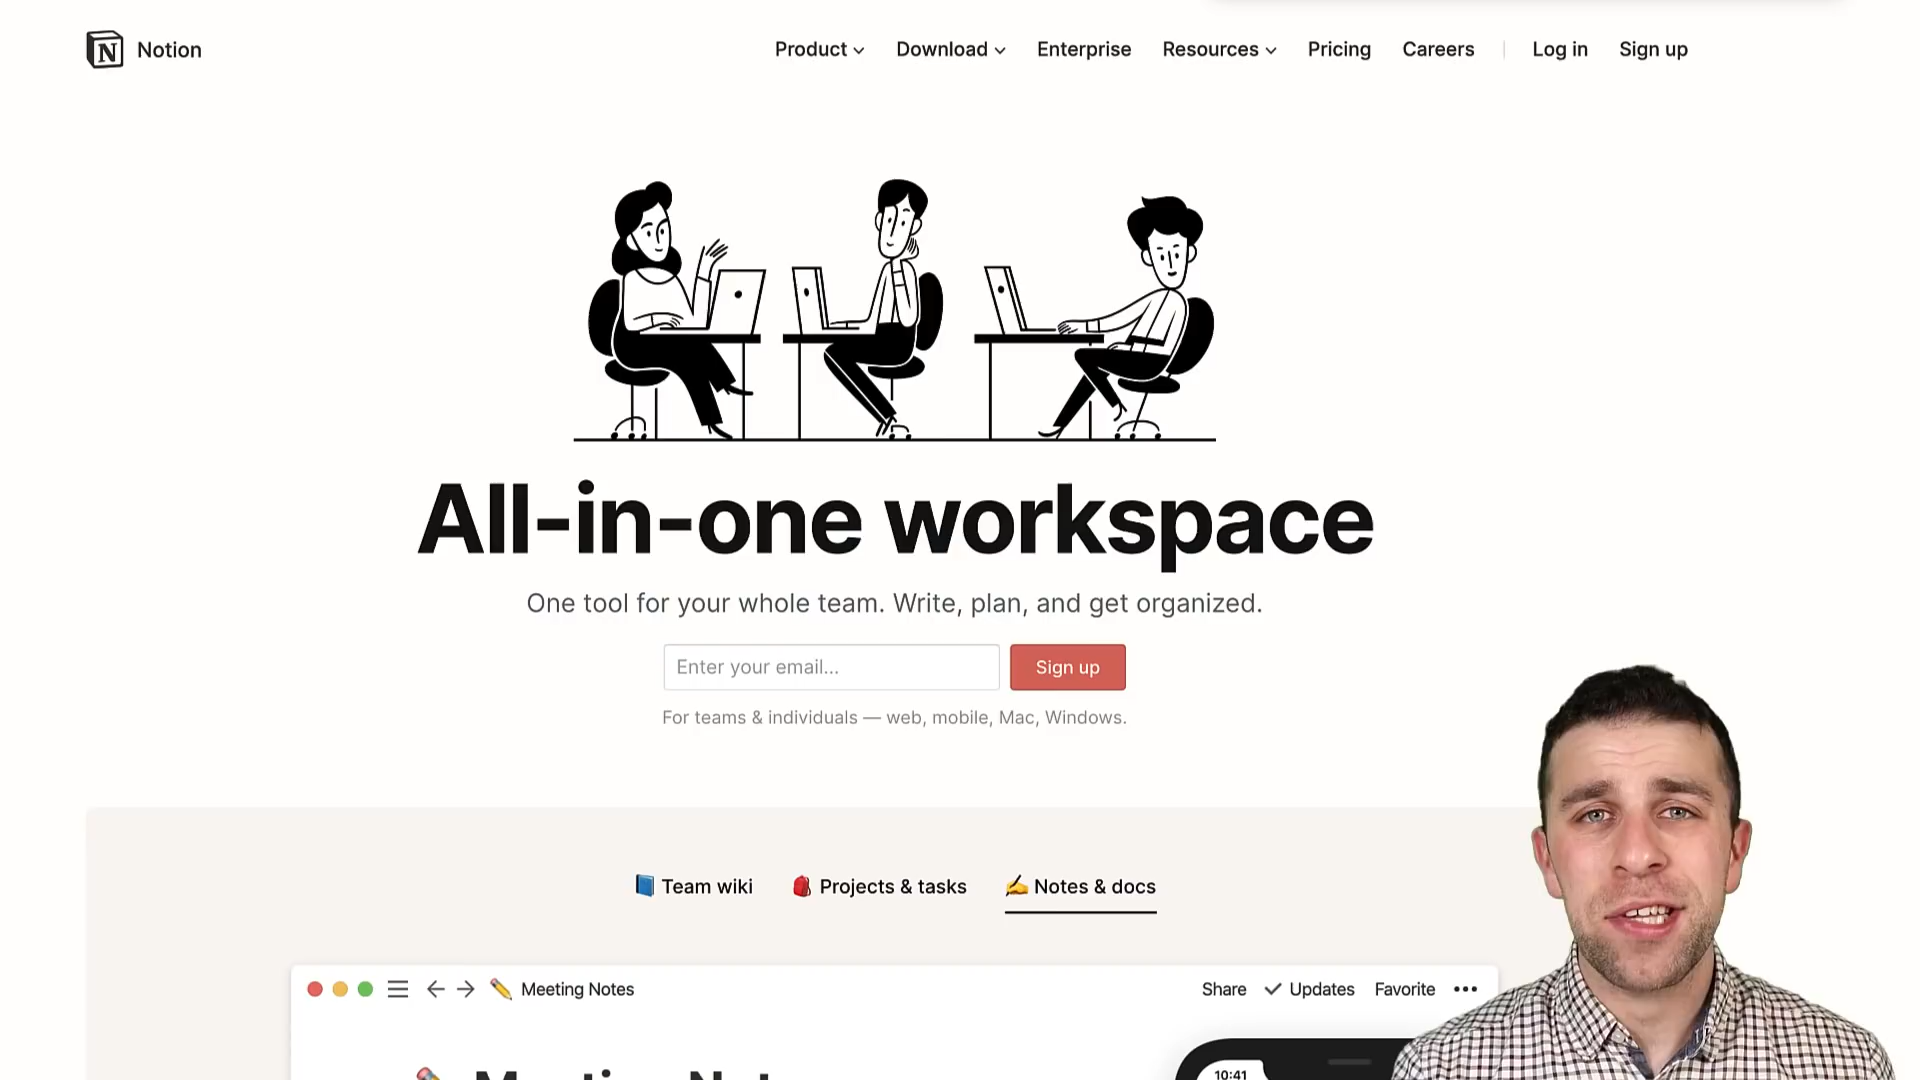 Notion
Product Download Enterprise Resources Pricing Careers Log in Sign up
All-in-one workspace
One tool for your whole team. Write, plan, and get organized.
Enter your email... Sign up
For teams & individuals — web, mobile, Mac, Windows.
Team wiki Projects & tasks Notes & docs
Meeting Notes Share Updates Favorite
10:41